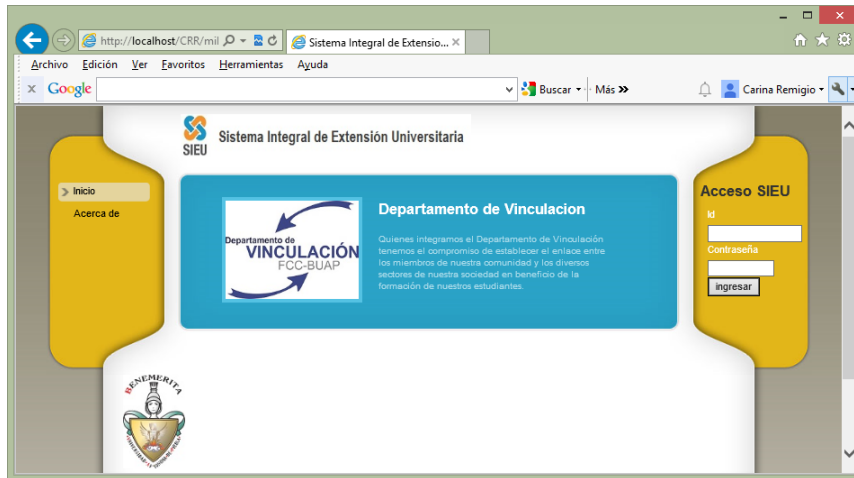 http://localhost/CRR/mil
Sistema Integral de Extensio...
Archivo Edición Ver Favoritos Herramientas Ayuda
x Google Buscar Más »
Carina Remigio
SIEU
Sistema Integral de Extensión Universitaria
Inicio
Acerca de
Departamento de
VINCULACIÓN
FCC-BUAP
Departamento de Vinculacion
Quienes integramos el Departamento de Vinculación
tenemos el compromiso de establecer el enlace entre
los miembros de nuestra comunidad y los diversos
sectores de nuestra sociedad en beneficio de la
formación de nuestros estudiantes.
Acceso SIEU
Id
Contraseña
ingresar
BENEMERITA